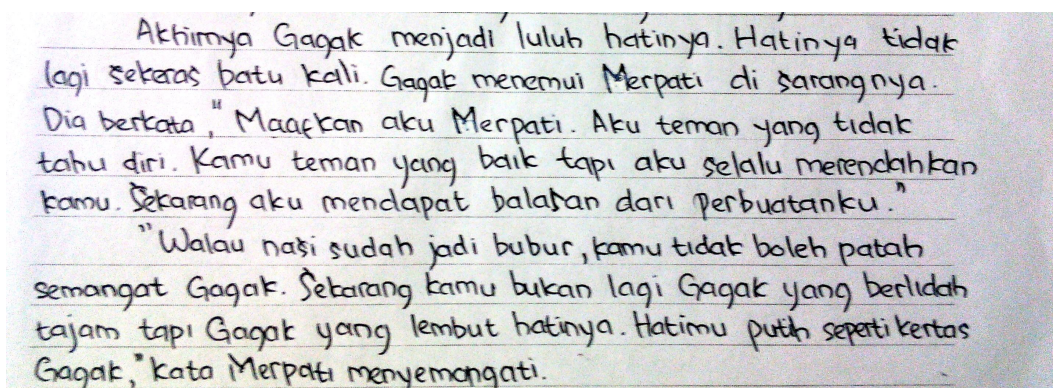 Akhirnya Gagak menjadi luluh hatinya. Hatinya tidak
lagi sekeras batu kali. Gagak menemui Merpati di sarangnya.
Dia berkata, "Maafkan aku Merpati. Aku teman yang tidak
tahu diri. Kamu teman yang baik tapi aku selalu merendahkan
kamu. Sekarang aku mendapat balasan dari perbuatanku."
"Walau nasi sudah jadi bubur, kamu tidak boleh patah
semangat Gagak. Sekarang kamu bukan lagi Gagak yang berlidah
tajam tapi Gagak yang lembut hatinya. Hatimu putih seperti kertas
Gagak," kata Merpati menyemangati.